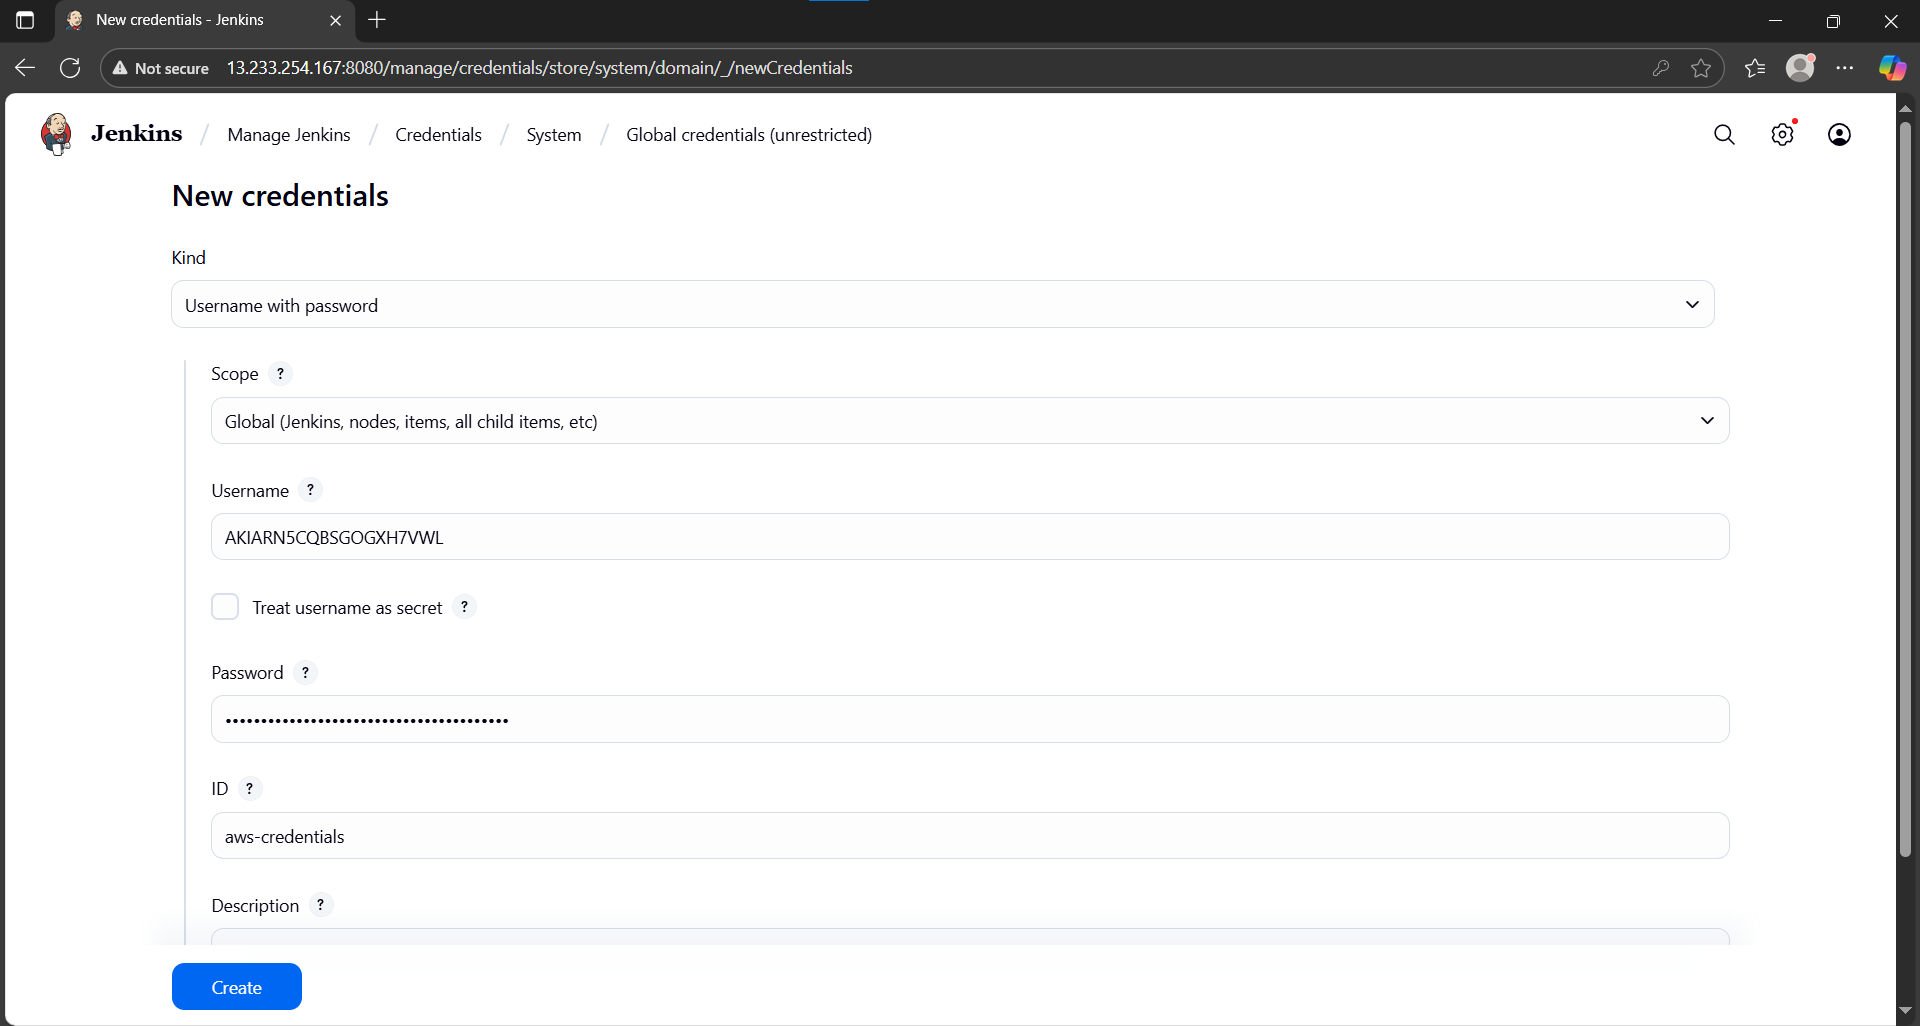 New credentials - Jenkins
Not secure 13.233.254.167:8080/manage/credentials/store/system/domain/_/newCredentials
Jenkins / Manage Jenkins / Credentials / System / Global credentials (unrestricted)
New credentials
Kind
Username with password
Scope ?
Global (Jenkins, nodes, items, all child items, etc)
Username ?
AKIARN5CQBSGOGXH7VWL
Treat username as secret ?
Password ?
••••••••••••••••••••••••••••••••••••••••
ID ?
aws-credentials
Description ?
Create